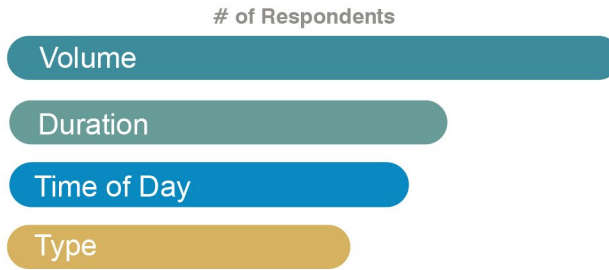 # of Respondents
Volume
Duration
Time of Day
Type